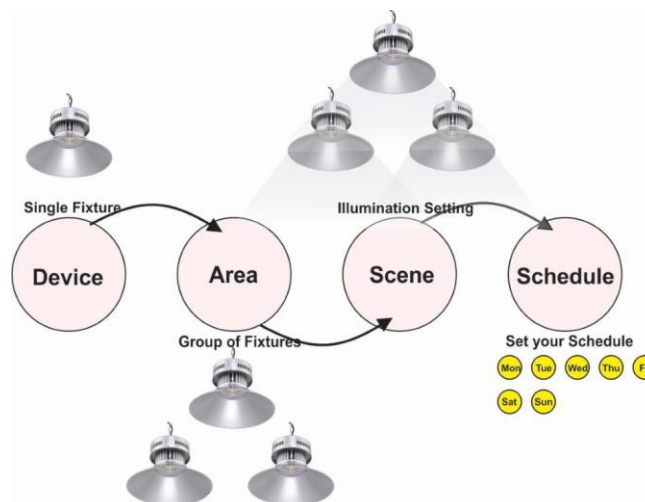 Single Fixture
Illumination Setting
Device
Area
Scene
Schedule
Group of Fixtures
Set your Schedule
Mon Tue Wed Thu F
Sat Sun